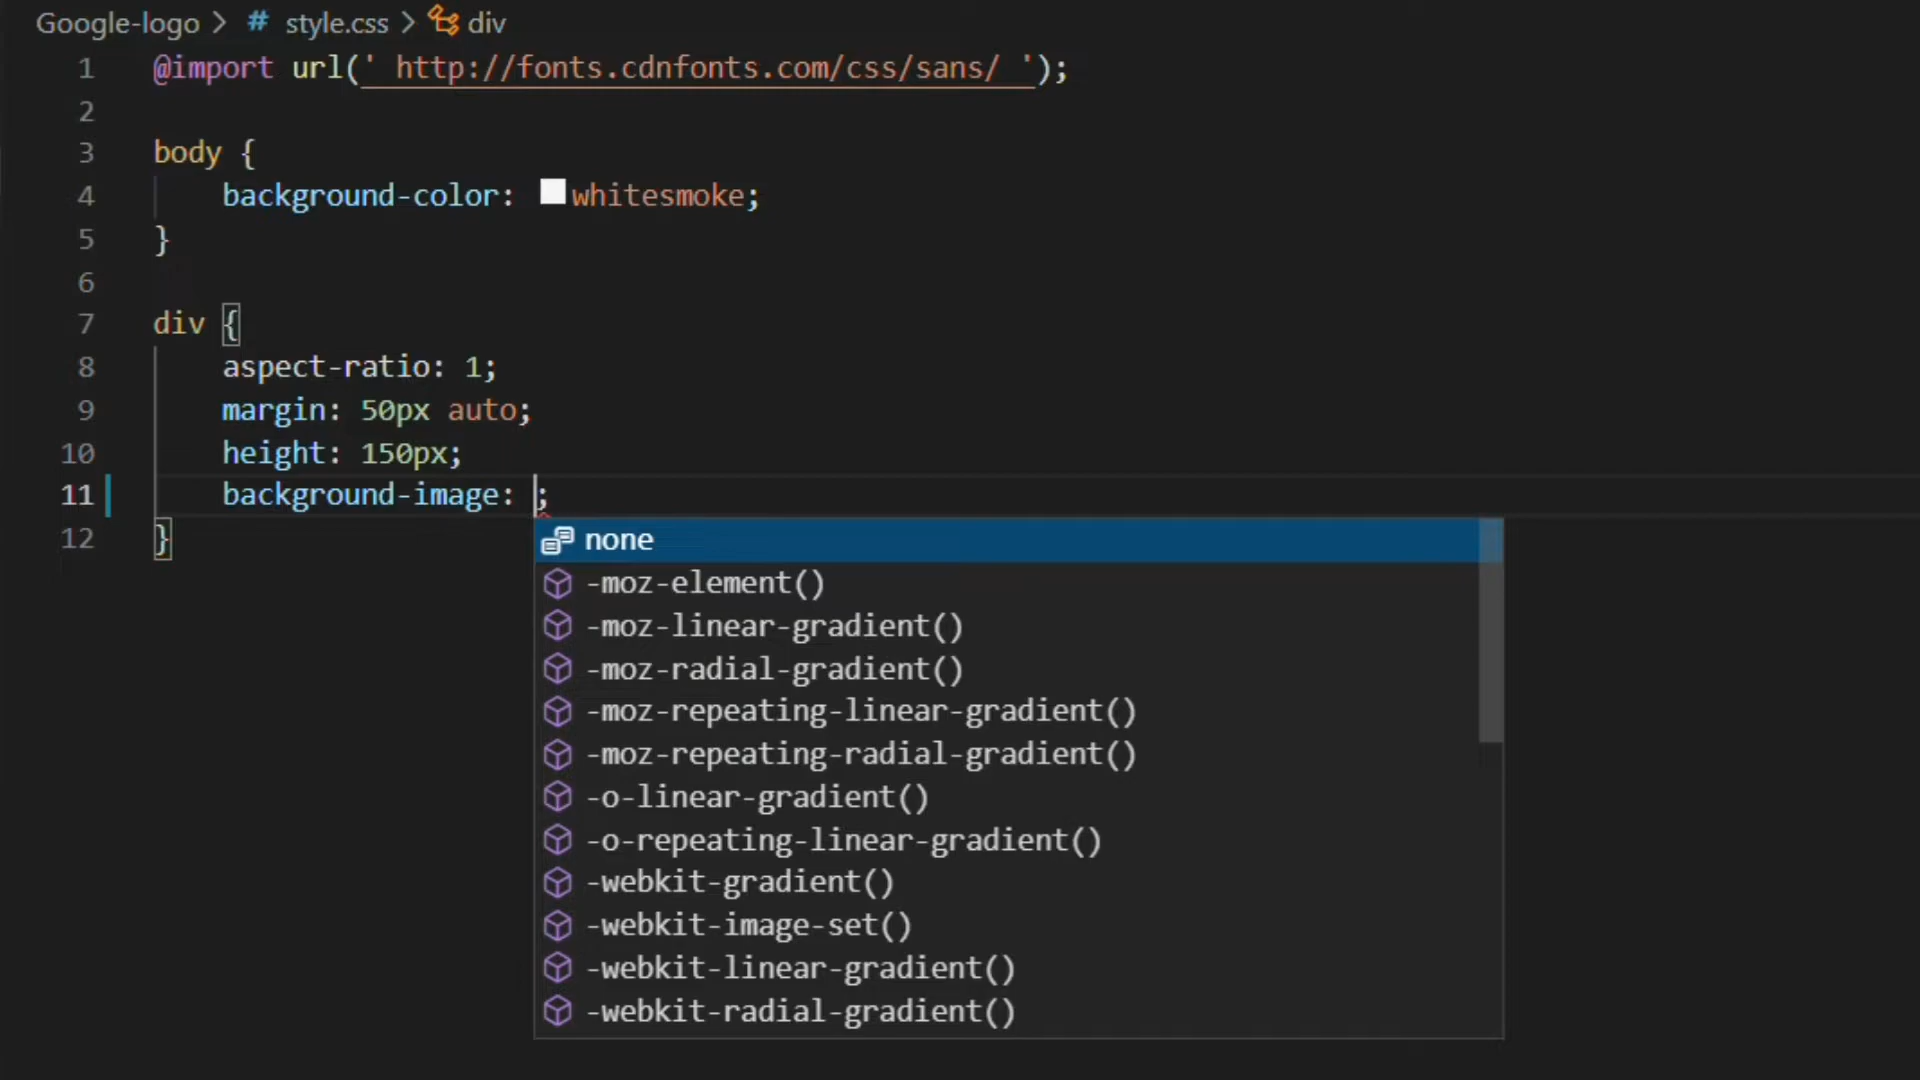 Google-logo > # style.css > div
1 @import url(' http://fonts.cdnfonts.com/css/sans/ ');
2
3 body {
4 background-color: whitesmoke;
5 }
6
7 div {
8 aspect-ratio: 1;
9 margin: 50px auto;
10 height: 150px;
11 background-image: ;
12 }
none
-moz-element()
-moz-linear-gradient()
-moz-radial-gradient()
-moz-repeating-linear-gradient()
-moz-repeating-radial-gradient()
-o-linear-gradient()
-o-repeating-linear-gradient()
-webkit-gradient()
-webkit-image-set()
-webkit-linear-gradient()
-webkit-radial-gradient()